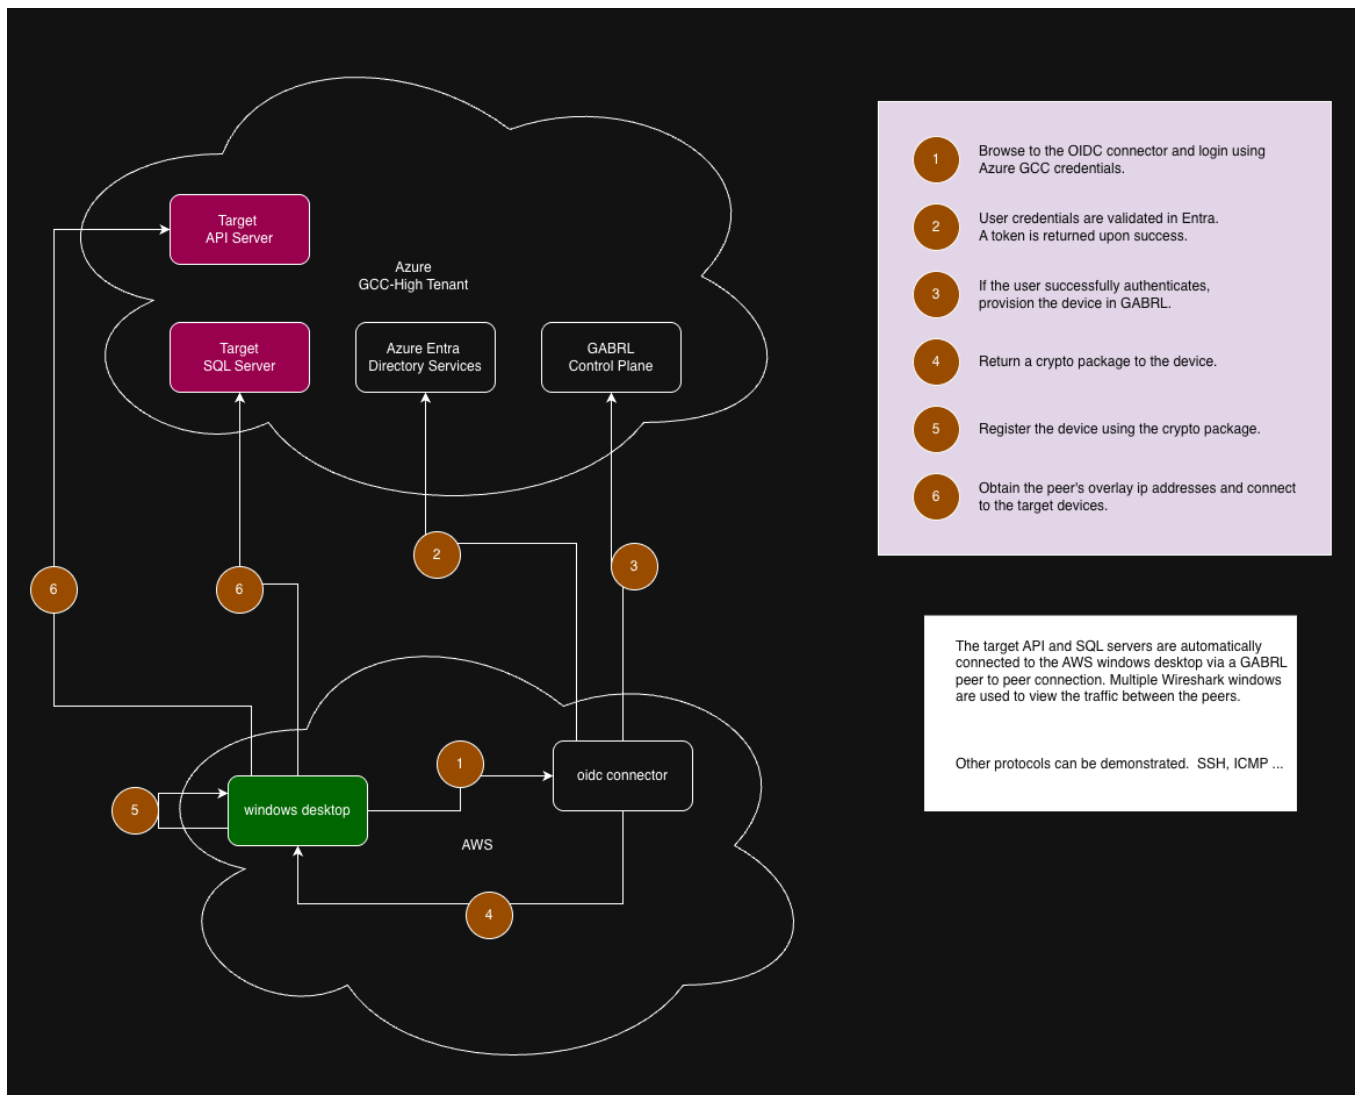 Target
API Server
Azure
GCC-High Tenant
Target
SQL Server
Azure Entra
Directory Services
GABRL
Control Plane
2
3
6
6
1
oidc connector
windows desktop
5
AWS
4
1
Browse to the OIDC connector and login using
Azure GCC credentials.
2
User credentials are validated in Entra.
A token is returned upon success.
3
If the user successfully authenticates,
provision the device in GABRL.
4
Return a crypto package to the device.
5
Register the device using the crypto package.
6
Obtain the peer's overlay ip addresses and connect
to the target devices.
The target API and SQL servers are automatically
connected to the AWS windows desktop via a GABRL
peer to peer connection. Multiple Wireshark windows
are used to view the traffic between the peers.
Other protocols can be demonstrated.  SSH, ICMP ...